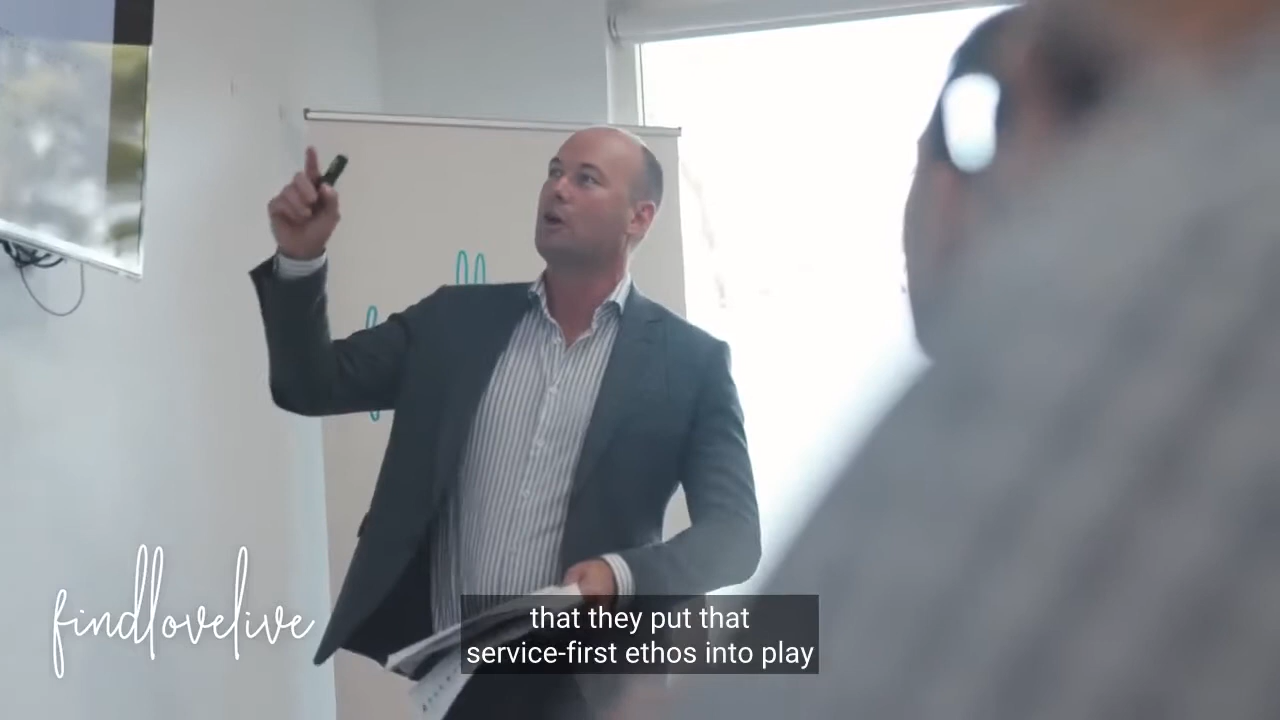 findlovelive
that they put that
service-first ethos into play